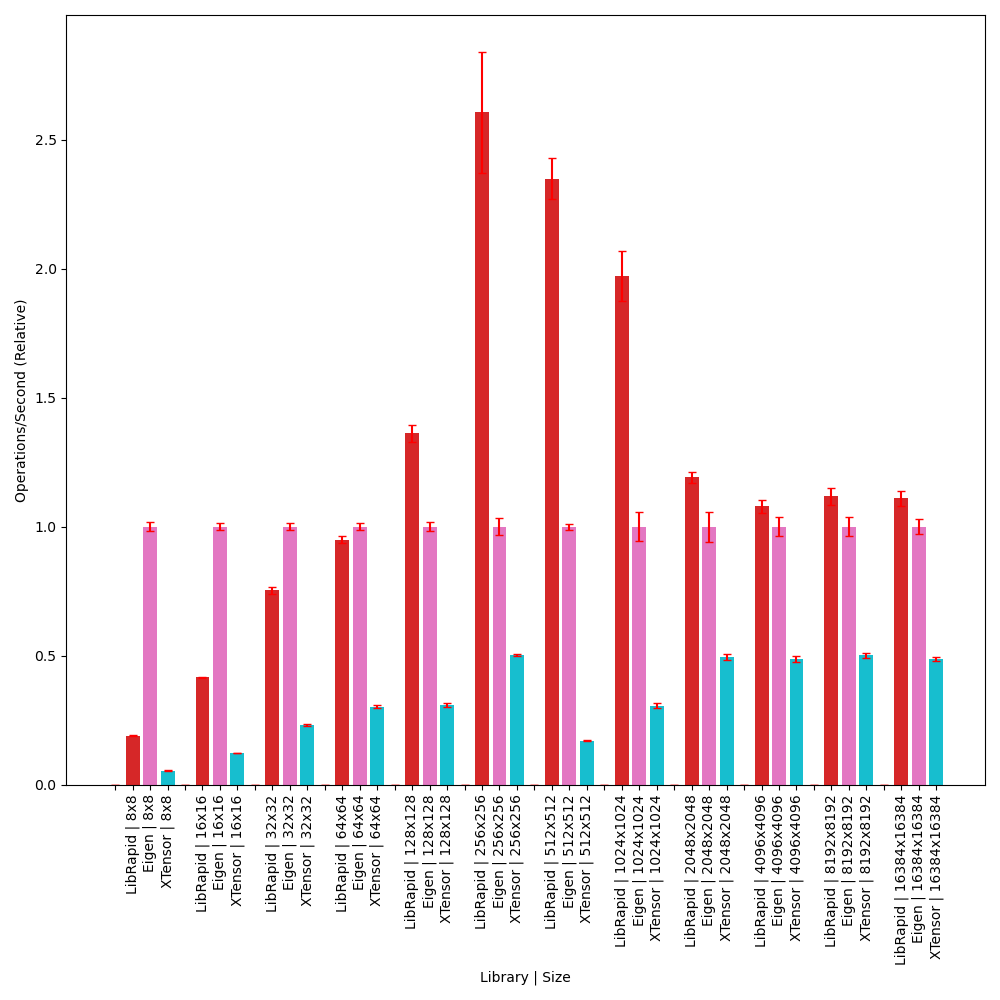 2.5
2.0
1.5
1.0
0.5
0.0
Operations/Second (Relative)
LibRapid | 8x8
Eigen | 8x8
XTensor | 8x8
LibRapid | 16x16
Eigen | 16x16
XTensor | 16x16
LibRapid | 32x32
Eigen | 32x32
XTensor | 32x32
LibRapid | 64x64
Eigen | 64x64
XTensor | 64x64
LibRapid | 128x128
Eigen | 128x128
XTensor | 128x128
LibRapid | 256x256
Eigen | 256x256
XTensor | 256x256
LibRapid | 512x512
Eigen | 512x512
XTensor | 512x512
LibRapid | 1024x1024
Eigen | 1024x1024
XTensor | 1024x1024
LibRapid | 2048x2048
Eigen | 2048x2048
XTensor | 2048x2048
LibRapid | 4096x4096
Eigen | 4096x4096
XTensor | 4096x4096
LibRapid | 8192x8192
Eigen | 8192x8192
XTensor | 8192x8192
LibRapid | 16384x16384
Eigen | 16384x16384
XTensor | 16384x16384
Library | Size